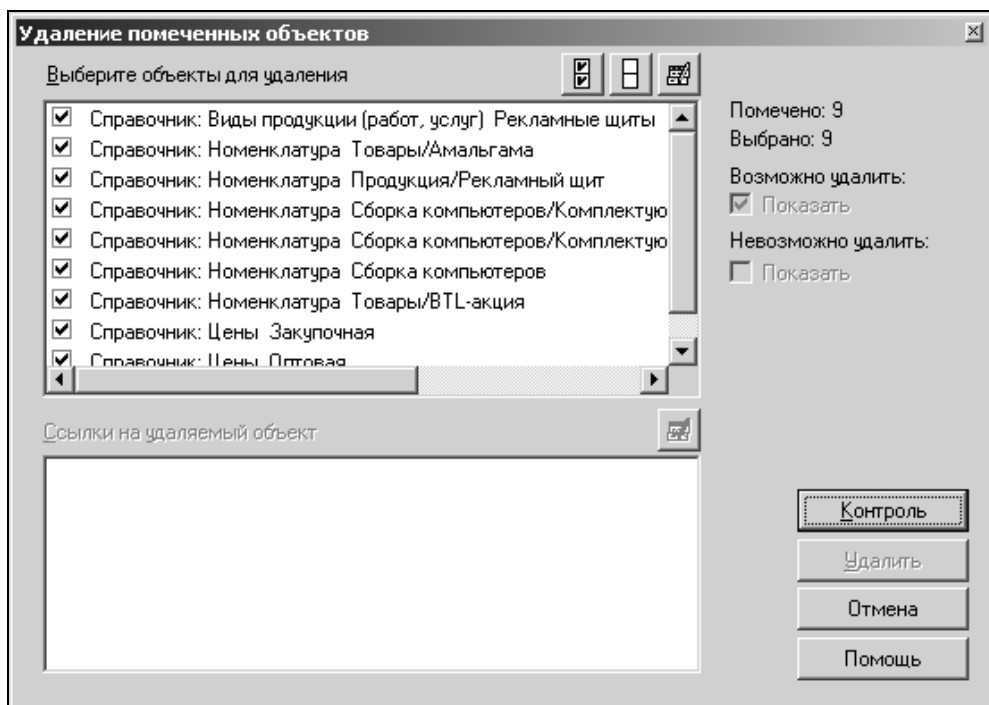 Удаление помеченных объектов
Выберите объекты для удаления
Справочник: Виды продукции (работ, услуг) Рекламные щиты
Справочник: Номенклатура Товары/Амальгама
Справочник: Номенклатура Продукция/Рекламный щит
Справочник: Номенклатура Сборка компьютеров/Комплектую
Справочник: Номенклатура Сборка компьютеров/Комплектую
Справочник: Номенклатура Сборка компьютеров
Справочник: Номенклатура Товары/BTL-акция
Справочник: Цены Закупочная
Справочник: Цены Оптовая
Помечено: 9
Выбрано: 9
Возможно удалить:
Показать
Невозможно удалить:
Показать
Ссылки на удаляемый объект
Контроль
Удалить
Отмена
Помощь